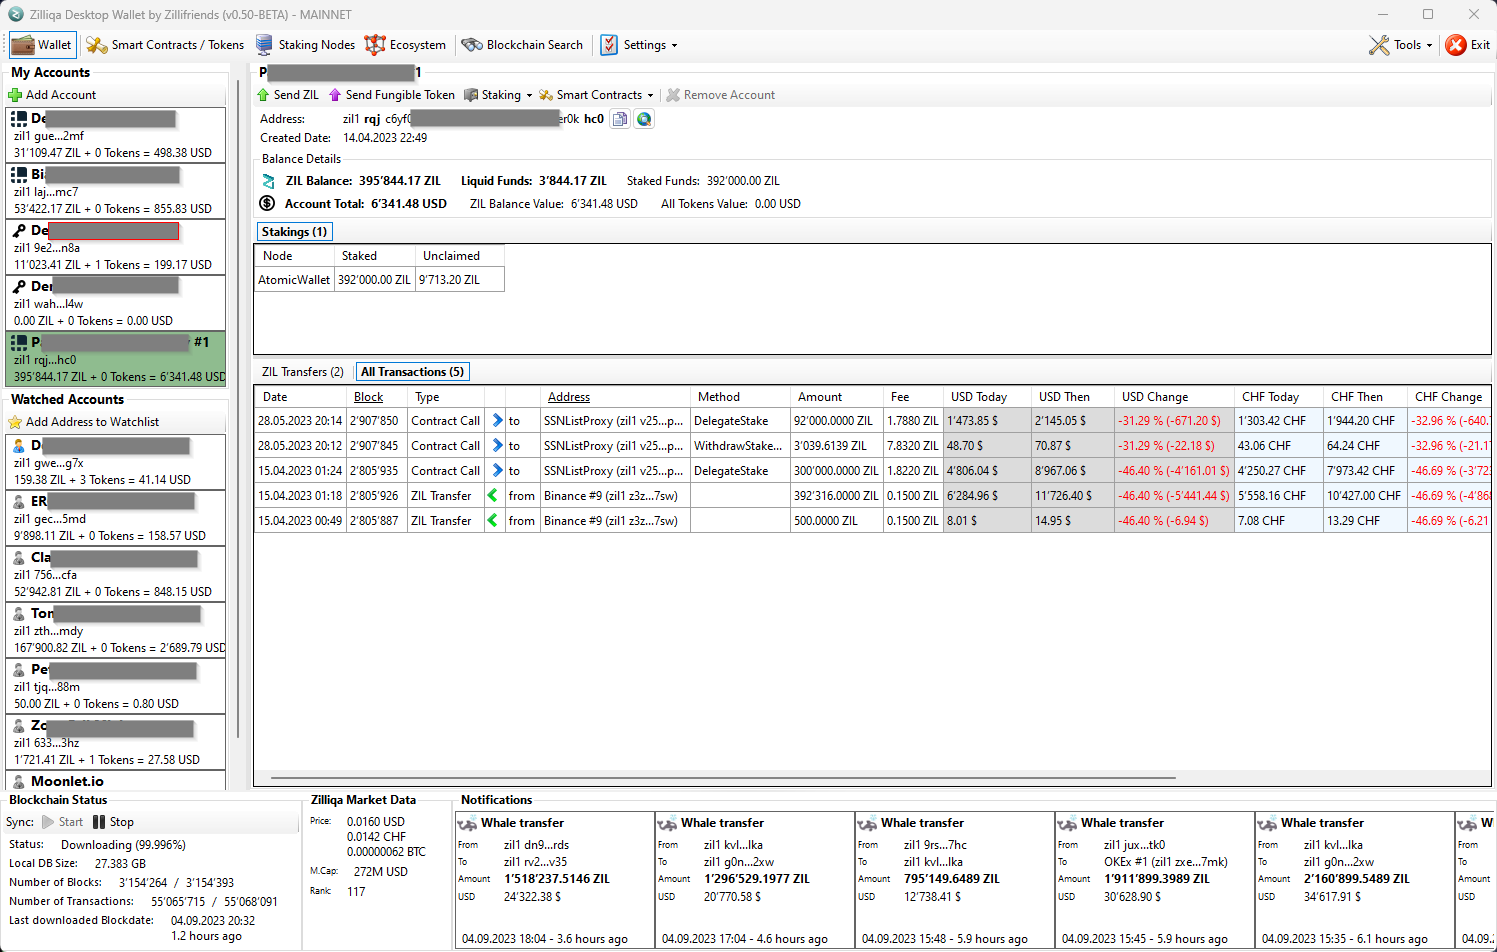 Zilliqa Desktop Wallet by Zillifriends (v0.50-BETA) - MAINNET
Wallet Smart Contracts / Tokens Staking Nodes Ecosystem Blockchain Search Settings Tools Exit
My Accounts
Add Account
De
zil1 gue...2mf
31'109.47 ZIL + 0 Tokens = 498.38 USD
Bi
zil1 laj...mc7
53'422.17 ZIL + 0 Tokens = 855.83 USD
De
zil1 9e2...n8a
11'023.41 ZIL + 1 Tokens = 199.17 USD
De
zil1 wah...l4w
0.00 ZIL + 0 Tokens = 0.00 USD
P #1
zil1 rqj...hc0
395'844.17 ZIL + 0 Tokens = 6'341.48 USD
Watched Accounts
Add Address to Watchlist
D
zil1 gwe...g7x
159.38 ZIL + 3 Tokens = 41.14 USD
ER
zil1 gec...5md
9'898.11 ZIL + 0 Tokens = 158.57 USD
Cla
zil1 756...cfa
52'942.81 ZIL + 0 Tokens = 848.15 USD
Ton
zil1 zth...mdy
167'900.82 ZIL + 0 Tokens = 2'689.79 USD
Pe
zil1 tjq...88m
50.00 ZIL + 0 Tokens = 0.80 USD
Zo
zil1 633...3hz
1'721.41 ZIL + 1 Tokens = 27.58 USD
Moonlet.io
P 1
Send ZIL Send Fungible Token Staking Smart Contracts Remove Account
Address: zil1 rqj c6yf0 er0k hc0
Created Date: 14.04.2023 22:49
Balance Details
ZIL Balance: 395'844.17 ZIL Liquid Funds: 3'844.17 ZIL Staked Funds: 392'000.00 ZIL
Account Total: 6'341.48 USD ZIL Balance Value: 6'341.48 USD All Tokens Value: 0.00 USD
Stakings (1)
Node Staked Unclaimed
AtomicWallet 392'000.00 ZIL 9'713.20 ZIL
ZIL Transfers (2) All Transactions (5)
Date Block Type Address Method Amount Fee USD Today USD Then USD Change CHF Today CHF Then CHF Change
28.05.2023 20:14 2'907'850 Contract Call to SSNListProxy (zil1 v25...p... DelegateStake 92'000.0000 ZIL 1.7880 ZIL 1'473.85 $ 2'145.05 $ -31.29 % (-671.20 $) 1'303.42 CHF 1'944.20 CHF -32.96 % (-640.
28.05.2023 20:12 2'907'845 Contract Call to SSNListProxy (zil1 v25...p... WithdrawStake... 3'039.6139 ZIL 7.8320 ZIL 48.70 $ 70.87 $ -31.29 % (-22.18 $) 43.06 CHF 64.24 CHF -32.96 % (-21.1
15.04.2023 01:24 2'805'935 Contract Call to SSNListProxy (zil1 v25...p... DelegateStake 300'000.0000 ZIL 1.8220 ZIL 4'806.04 $ 8'967.06 $ -46.40 % (-4'161.01 $) 4'250.27 CHF 7'973.42 CHF -46.69 % (-3'72
15.04.2023 01:18 2'805'926 ZIL Transfer from Binance #9 (zil1 z3z...7sw) 392'316.0000 ZIL 0.1500 ZIL 6'284.96 $ 11'726.40 $ -46.40 % (-5'441.44 $) 5'558.16 CHF 10'427.00 CHF -46.69 % (-4'86
15.04.2023 00:49 2'805'887 ZIL Transfer from Binance #9 (zil1 z3z...7sw) 500.0000 ZIL 0.1500 ZIL 8.01 $ 14.95 $ -46.40 % (-6.94 $) 7.08 CHF 13.29 CHF -46.69 % (-6.21
Blockchain Status
Sync: Start Stop
Status: Downloading (99.996%)
Local DB Size: 27.383 GB
Number of Blocks: 3'154'264 / 3'154'393
Number of Transactions: 55'065'715 / 55'068'091
Last downloaded Blockdate: 04.09.2023 20:32
1.2 hours ago
Zilliqa Market Data
Price: 0.0160 USD
0.0142 CHF
0.00000062 BTC
M.Cap: 272M USD
Rank: 117
Notifications
Whale transfer
From zil1 dn9...rds
To zil1 rv2...v35
Amount 1'518'237.5146 ZIL
USD 24'322.38 $
04.09.2023 18:04 - 3.6 hours ago
Whale transfer
From zil1 kvl...lka
To zil1 g0n...2xw
Amount 1'296'529.1977 ZIL
USD 20'770.58 $
04.09.2023 17:04 - 4.6 hours ago
Whale transfer
From zil1 9rs...7hc
To zil1 kvl...lka
Amount 795'149.6489 ZIL
USD 12'738.41 $
04.09.2023 15:48 - 5.9 hours ago
Whale transfer
From zil1 jux...tk0
To OKEx #1 (zil1 zxe...7mk)
Amount 1'911'899.3989 ZIL
USD 30'628.90 $
04.09.2023 15:45 - 5.9 hours ago
Whale transfer
From zil1 kvl...lka
To zil1 g0n...2xw
Amount 2'160'899.5489 ZIL
USD 34'617.91 $
04.09.2023 15:35 - 6.1 hours ago
W
From
To
Amount
USD
04.09